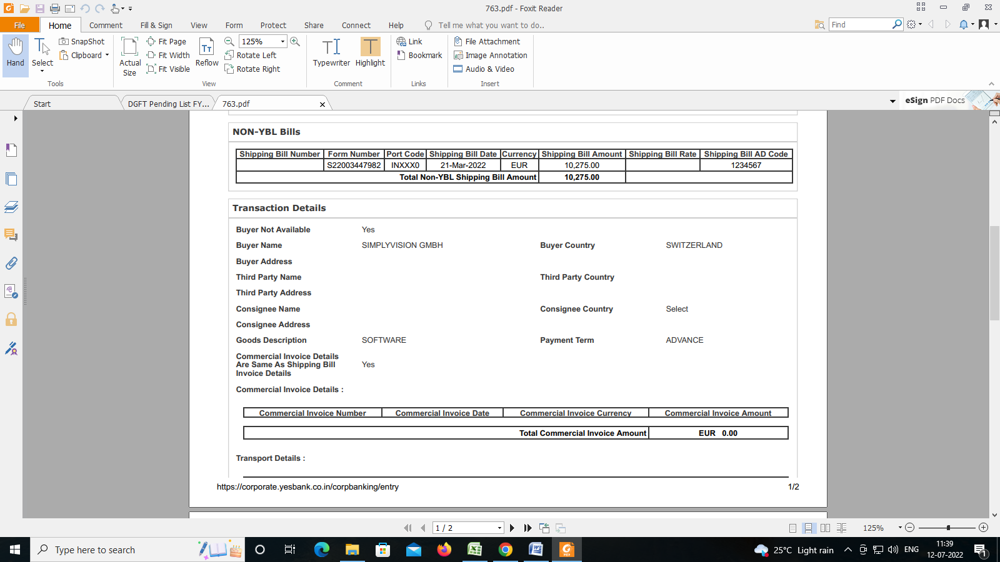 763.pdf - Foxit Reader
File Home Comment Fill & Sign View Form Protect Share Connect Help Tell me what you want to do.. Find
Hand Select SnapShot Clipboard Actual Size Fit Page Fit Width Fit Visible Reflow 125% Rotate Left Rotate Right Typewriter Highlight Link Bookmark File Attachment Image Annotation Audio & Video
Tools View Comment Links Insert
Start DGFT Pending List FY... 763.pdf eSign PDF Docs
NON-YBL Bills
Shipping Bill Number Form Number Port Code Shipping Bill Date Currency Shipping Bill Amount Shipping Bill Rate Shipping Bill AD Code
S22003447982 INXXX0 21-Mar-2022 EUR 10,275.00 1234567
Total Non-YBL Shipping Bill Amount 10,275.00
Transaction Details
Buyer Not Available Yes
Buyer Name SIMPLYVISION GMBH Buyer Country SWITZERLAND
Buyer Address
Third Party Name Third Party Country
Third Party Address
Consignee Name Consignee Country Select
Consignee Address
Goods Description SOFTWARE Payment Term ADVANCE
Commercial Invoice Details
Are Same As Shipping Bill Yes
Invoice Details
Commercial Invoice Details :
Commercial Invoice Number Commercial Invoice Date Commercial Invoice Currency Commercial Invoice Amount
Total Commercial Invoice Amount EUR 0.00
Transport Details :
https://corporate.yesbank.co.in/corpbanking/entry 1/2
1 / 2 125%
Type here to search 25°C Light rain ENG 11:39
12-07-2022 1